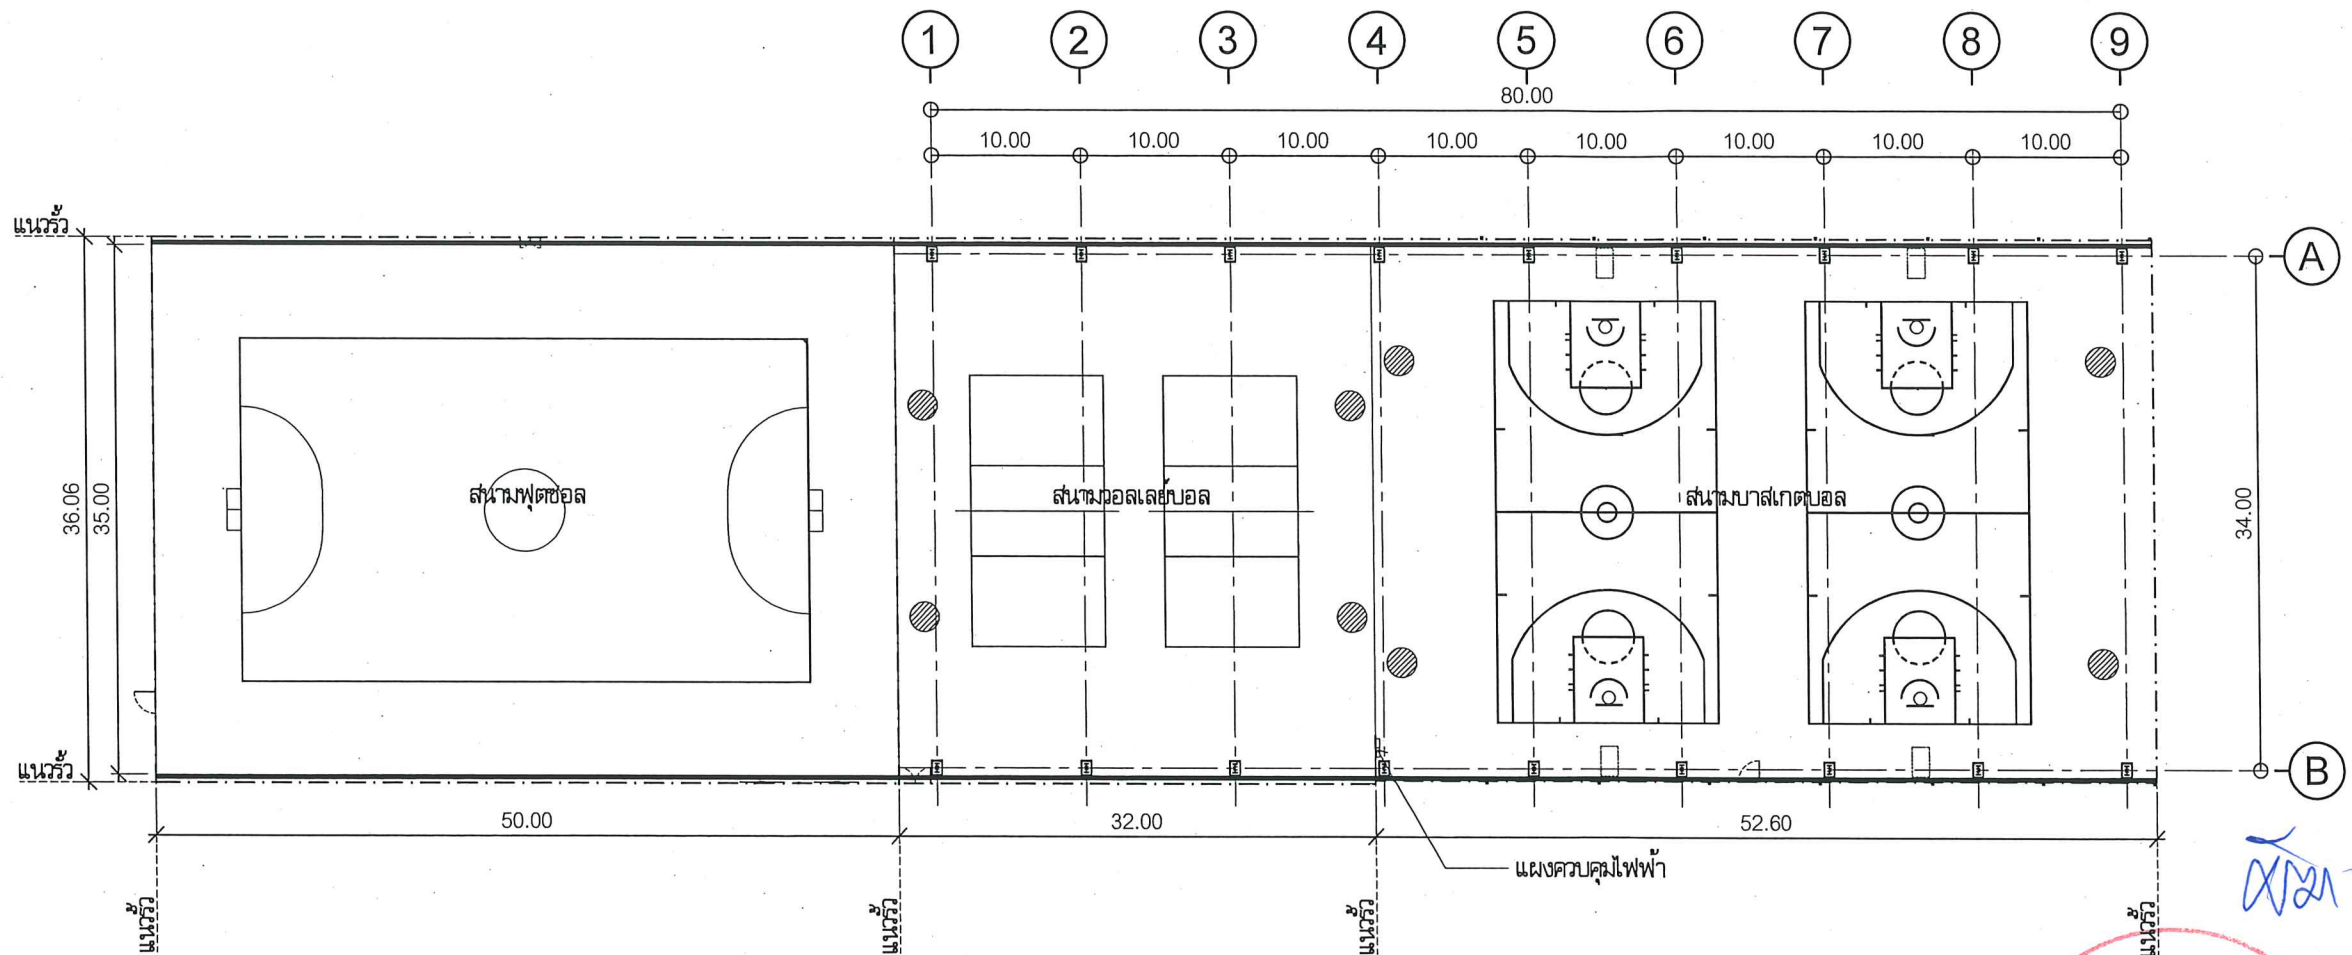 1 2 3 4 5 6 7 8 9
80.00
10.00 10.00 10.00 10.00 10.00 10.00 10.00 10.00
แนวรั้ว
A
36.06
35.00
สนามฟุตซอล
สนามวอลเลย์บอล
สนามบาสเกตบอล
34.00
แนวรั้ว
B
50.00
32.00
52.60
แผงควบคุมไฟฟ้า
แนวรั้ว
แนวรั้ว
แนวรั้ว
แนวรั้ว